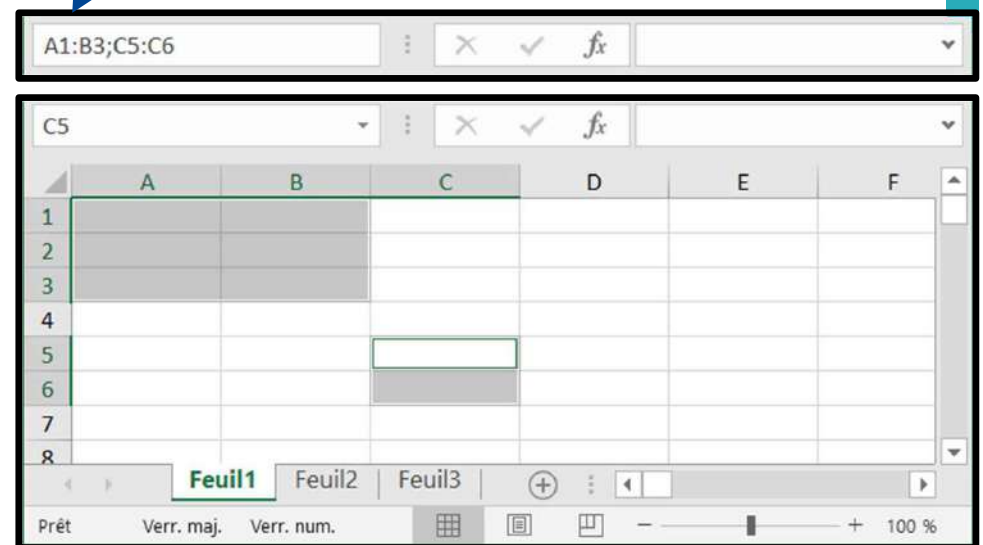 A1:B3;C5:C6 fx
C5 fx
A B C D E F
1
2
3
4
5
6
7
8
Feuil1 Feuil2 Feuil3
Prêt Verr. maj. Verr. num. 100 %